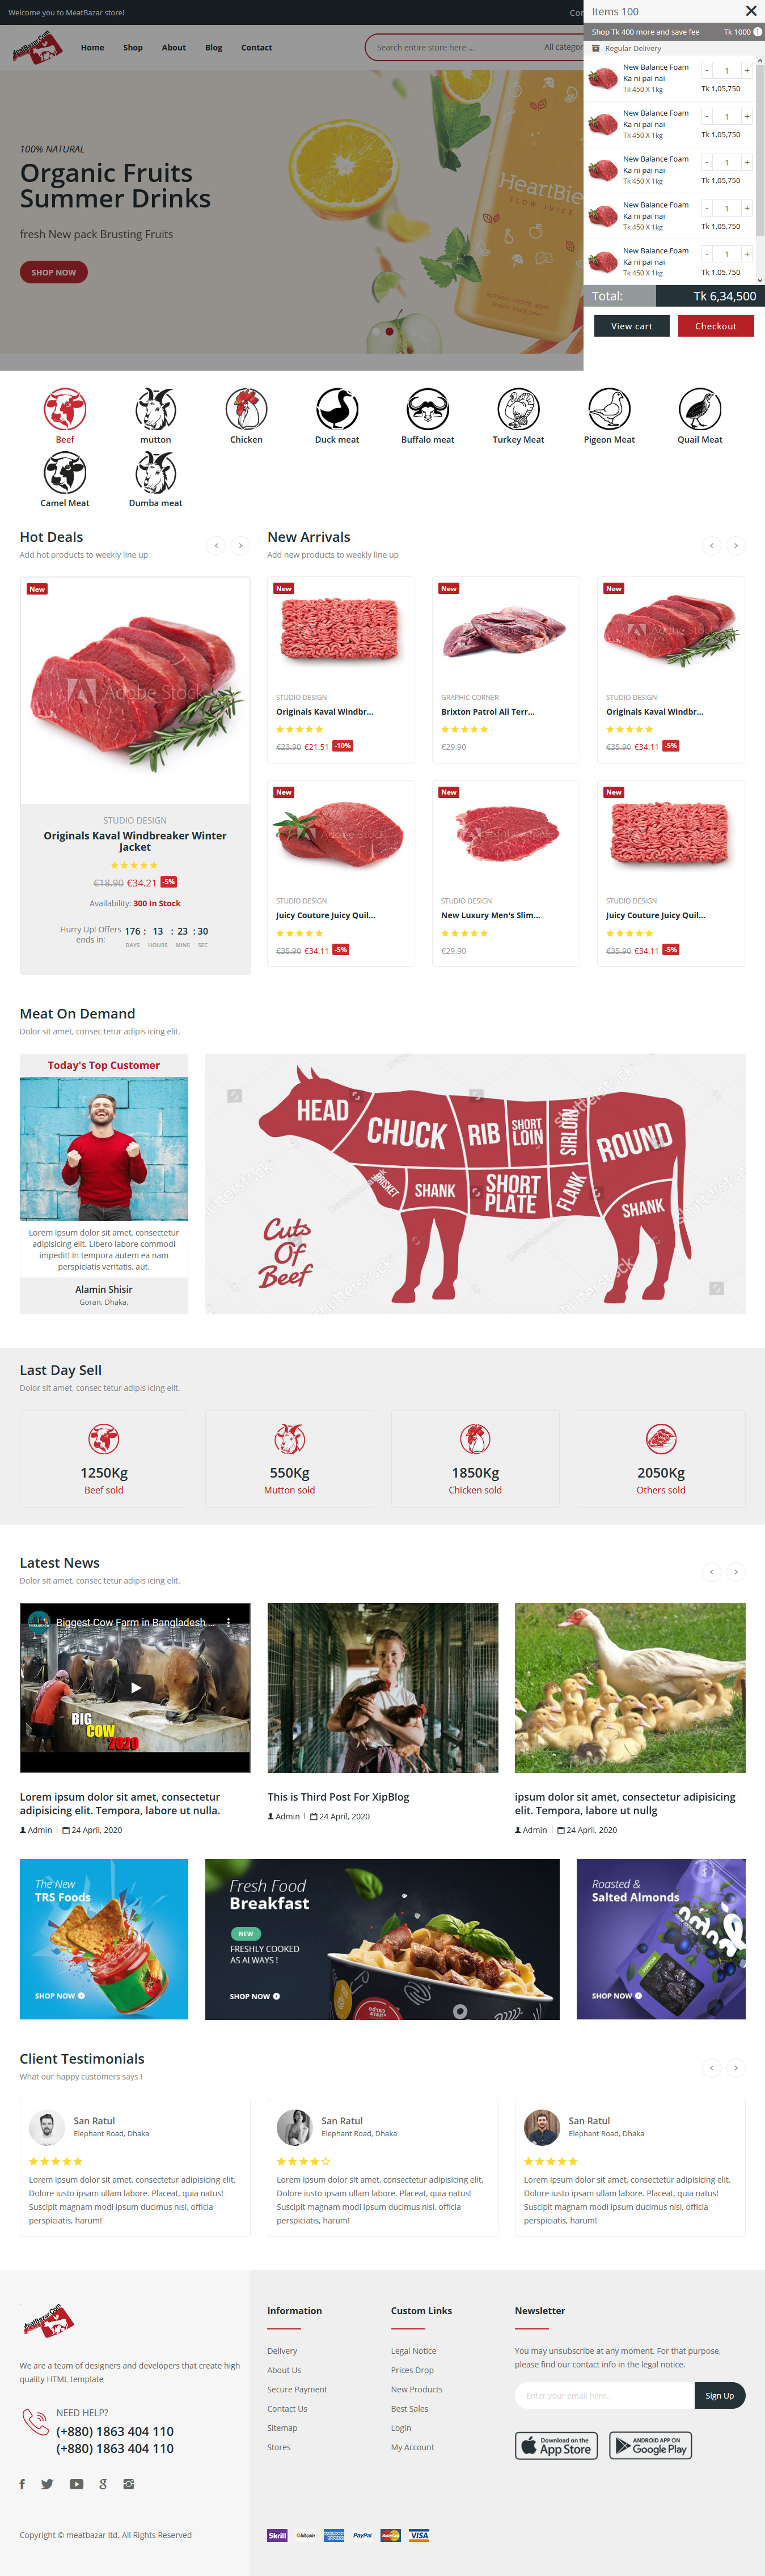 Welcome you to MeatBazar store!
Items 100
MeatBazar.Com
Home
Shop
About
Blog
Contact
Search entire store here ...
Shop Tk 400 more and save fee
Tk 1000
Regular Delivery
New Balance Foam
Ka ni pai nai
Tk 450 X 1kg
- 1 +
Tk 1,05,750
New Balance Foam
Ka ni pai nai
Tk 450 X 1kg
- 1 +
Tk 1,05,750
New Balance Foam
Ka ni pai nai
Tk 450 X 1kg
- 1 +
Tk 1,05,750
New Balance Foam
Ka ni pai nai
Tk 450 X 1kg
- 1 +
Tk 1,05,750
New Balance Foam
Ka ni pai nai
Tk 450 X 1kg
- 1 +
Tk 1,05,750
Total:
Tk 6,34,500
View cart
Checkout
100% NATURAL
Organic Fruits
Summer Drinks
fresh New pack Brusting Fruits
SHOP NOW
SLOW JUICE
Beef
mutton
Chicken
Duck meat
Buffalo meat
Turkey Meat
Pigeon Meat
Quail Meat
Camel Meat
Dumba meat
Hot Deals
Add hot products to weekly line up
New
Adobe Stock
STUDIO DESIGN
Originals Kaval Windbreaker Winter
Jacket
€18.90 €34.21 -5%
Availability: 300 In Stock
Hurry Up! Offers
ends in:
176 : 13 : 23 : 30
DAYS HOURS MINS SEC
New Arrivals
Add new products to weekly line up
New
STUDIO DESIGN
Originals Kaval Windbr...
€23.90 €21.51 -10%
New
GRAPHIC CORNER
Brixton Patrol All Terr...
€29.90
New
STUDIO DESIGN
Originals Kaval Windbr...
€35.90 €34.11 -5%
New
STUDIO DESIGN
Juicy Couture Juicy Quil...
€35.90 €34.11 -5%
New
STUDIO DESIGN
New Luxury Men's Slim...
€29.90
New
STUDIO DESIGN
Juicy Couture Juicy Quil...
€35.90 €34.11 -5%
Meat On Demand
Dolor sit amet, consec tetur adipis icing elit.
Today's Top Customer
Lorem ipsum dolor sit amet, consectetur
adipisicing elit. Libero labore commodi
impedit! In tempora autem ea nam
perspiciatis veritatis, aut.
Alamin Shisir
Goran, Dhaka.
HEAD
CHUCK
RIB
SHORT
LOIN
SIRLOIN
ROUND
BRISKET
SHANK
SHORT
PLATE
FLANK
SHANK
Cuts
Of
Beef
shutterstock
Last Day Sell
Dolor sit amet, consec tetur adipis icing elit.
1250Kg
Beef sold
550Kg
Mutton sold
1850Kg
Chicken sold
2050Kg
Others sold
Latest News
Dolor sit amet, consec tetur adipis icing elit.
Biggest Cow Farm in Bangladesh ...
BIG
COW
2020
Lorem ipsum dolor sit amet, consectetur
adipisicing elit. Tempora, labore ut nulla.
Admin | 24 April, 2020
This is Third Post For XipBlog
Admin | 24 April, 2020
ipsum dolor sit amet, consectetur adipisicing
elit. Tempora, labore ut nullg
Admin | 24 April, 2020
The New
TRS Foods
SHOP NOW
Fresh Food
Breakfast
NEW
FRESHLY COOKED
AS ALWAYS !
SHOP NOW
Roasted &
Salted Almonds
SHOP NOW
Client Testimonials
What our happy customers says !
San Ratul
Elephant Road, Dhaka
Lorem ipsum dolor sit amet, consectetur adipisicing elit.
Dolore iusto ipsam ullam labore. Placeat, quia natus!
Suscipit magnam modi ipsum ducimus nisi, officia
perspiciatis, harum!
San Ratul
Elephant Road, Dhaka
Lorem ipsum dolor sit amet, consectetur adipisicing elit.
Dolore iusto ipsam ullam labore. Placeat, quia natus!
Suscipit magnam modi ipsum ducimus nisi, officia
perspiciatis, harum!
San Ratul
Elephant Road, Dhaka
Lorem ipsum dolor sit amet, consectetur adipisicing elit.
Dolore iusto ipsam ullam labore. Placeat, quia natus!
Suscipit magnam modi ipsum ducimus nisi, officia
perspiciatis, harum!
MeatBazar.Com
We are a team of designers and developers that create high
quality HTML template
NEED HELP?
(+880) 1863 404 110
(+880) 1863 404 110
Copyright © meatbazar ltd. All Rights Reserved
Information
Delivery
About Us
Secure Payment
Contact Us
Sitemap
Stores
Custom Links
Legal Notice
Prices Drop
New Products
Best Sales
Login
My Account
Newsletter
You may unsubscribe at any moment. For that purpose,
please find our contact info in the legal notice.
Enter your email here..
Sign Up
Download on the
App Store
ANDROID APP ON
Google Play
Skrill
bitcoin
PayPal
VISA